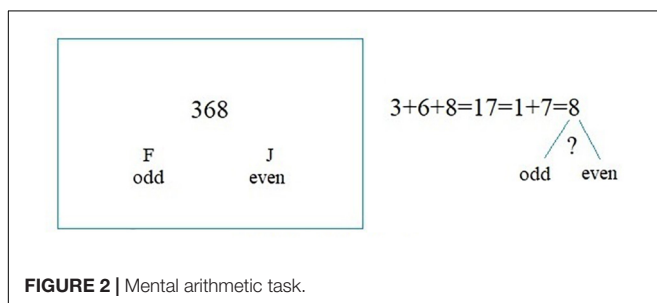 368
F J
odd even
3+6+8=17=1+7=8
?
odd even
FIGURE 2 | Mental arithmetic task.